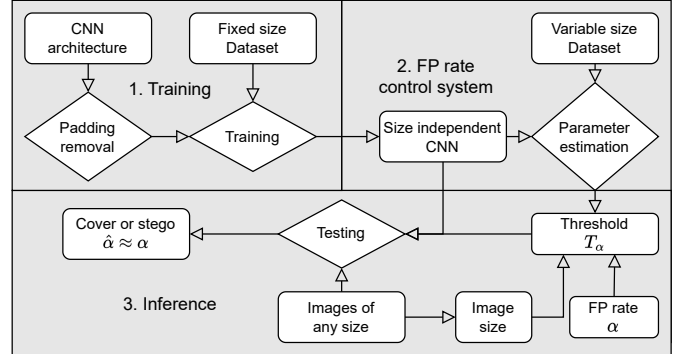 CNN
architecture
Fixed size
Dataset
1. Training
Padding
removal
Training
Variable size
Dataset
2. FP rate
control system
Size independent
CNN
Parameter
estimation
Cover or stego
α̂ ≈ α
Testing
Threshold
Tα
3. Inference
Images of
any size
Image
size
FP rate
α